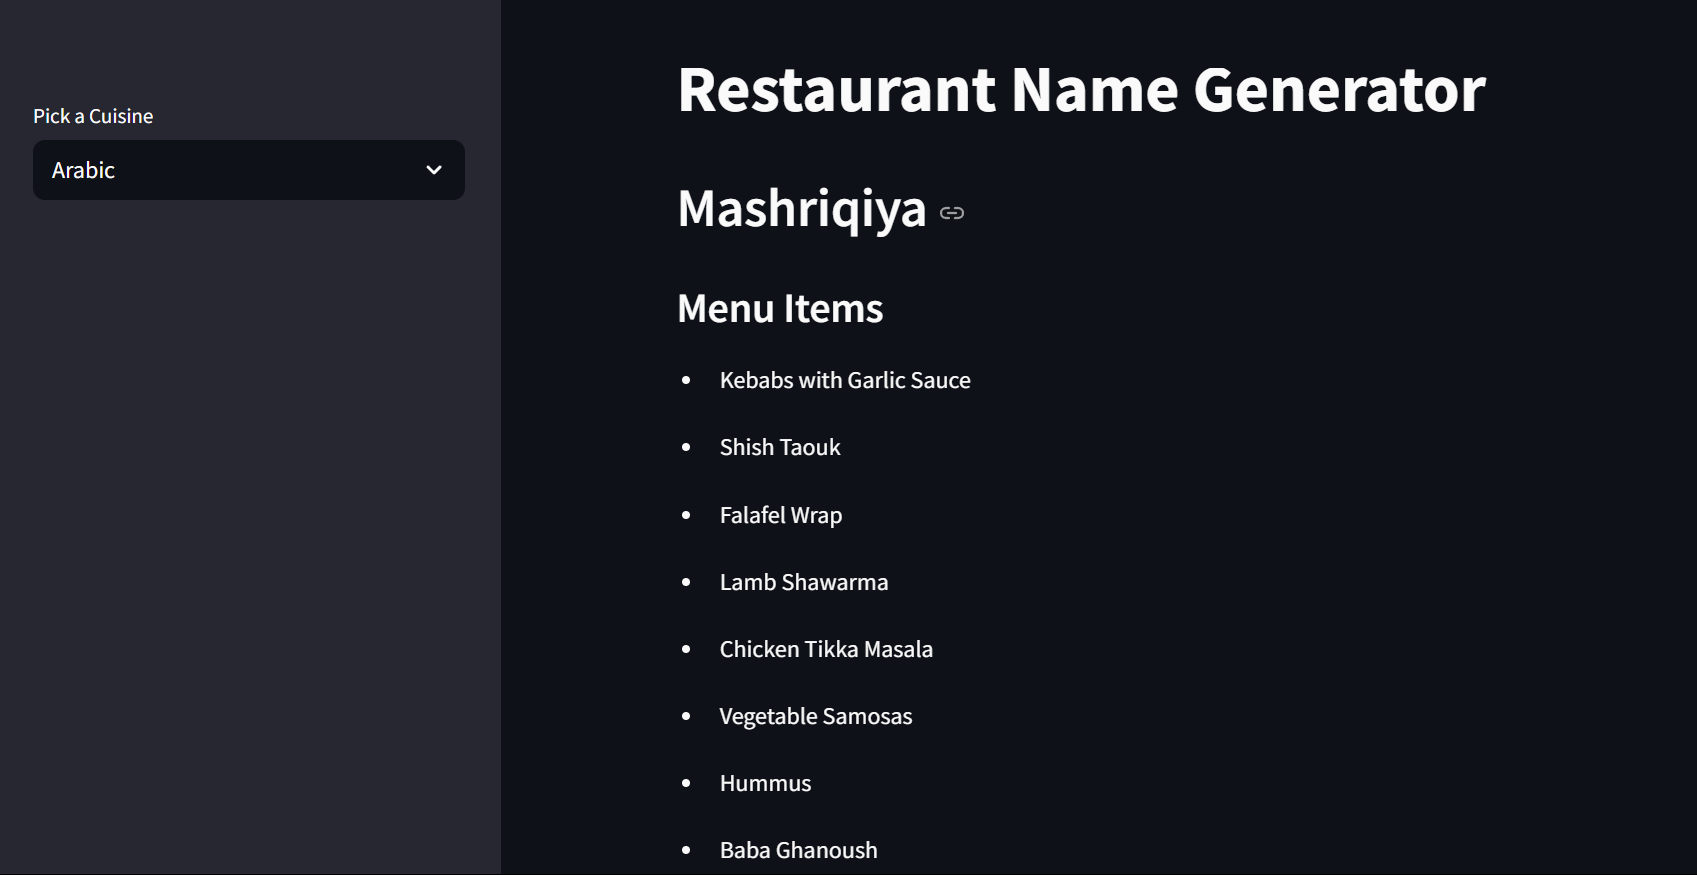 Pick a Cuisine
Arabic
Restaurant Name Generator
Mashriqiya
Menu Items
Kebabs with Garlic Sauce
Shish Taouk
Falafel Wrap
Lamb Shawarma
Chicken Tikka Masala
Vegetable Samosas
Hummus
Baba Ghanoush